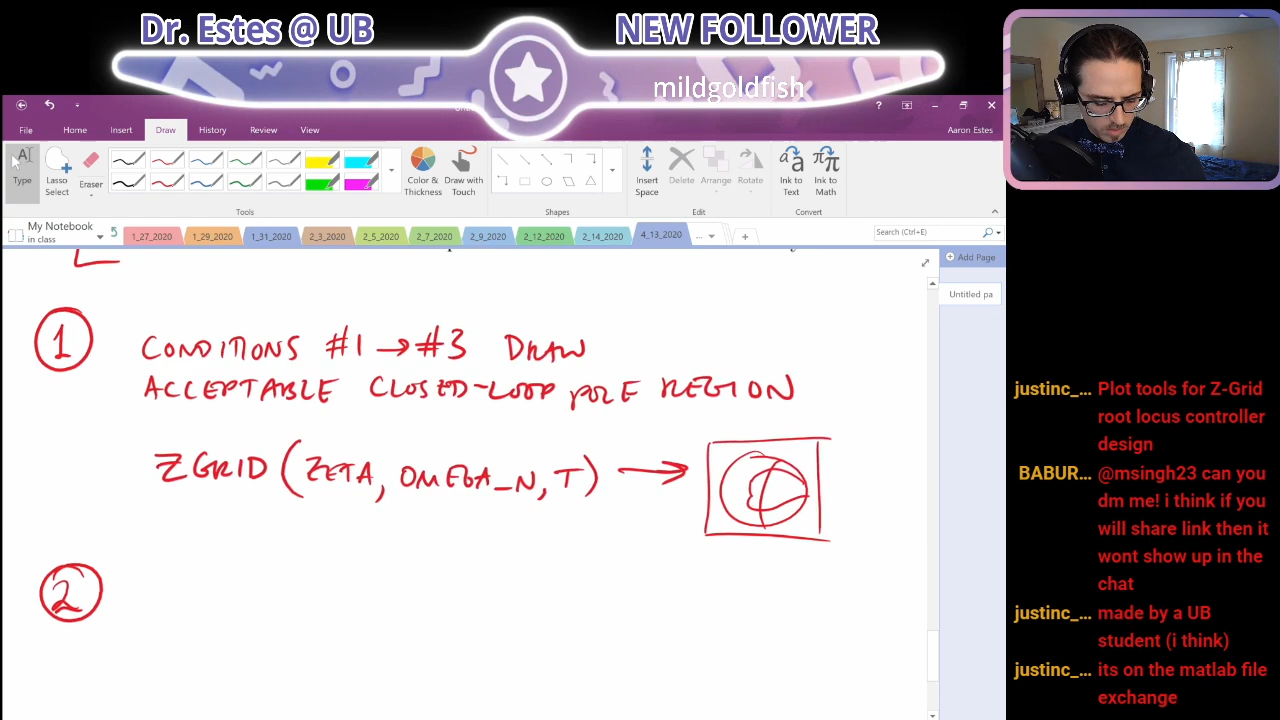 Dr. Estes @ UB
NEW FOLLOWER
mildgoldfish
Aaron Estes
File Home Insert Draw History Review View
Type
Lasso Select
Eraser
Color & Thickness
Draw with Touch
Insert Space
Delete
Arrange
Rotate
Ink to Text
Ink to Math
Tools
Shapes
Edit
Convert
My Notebook
in class
1_27_2020 1_29_2020 1_31_2020 2_3_2020 2_5_2020 2_7_2020 2_9_2020 2_12_2020 2_14_2020 4_13_2020 ...
Search (Ctrl+E)
Add Page
Untitled pa
1 CONDITIONS #1 → #3 DRAW
ACCEPTABLE CLOSED-LOOP POLE REGION
ZGRID (ZETA, OMEGA_N, T) →
2
justinc_... Plot tools for Z-Grid
root locus controller
design
BABUR... @msingh23 can you
dm me! i think if you
will share link then it
wont show up in the
chat
justinc_... made by a UB
student (i think)
justinc_... its on the matlab file
exchange